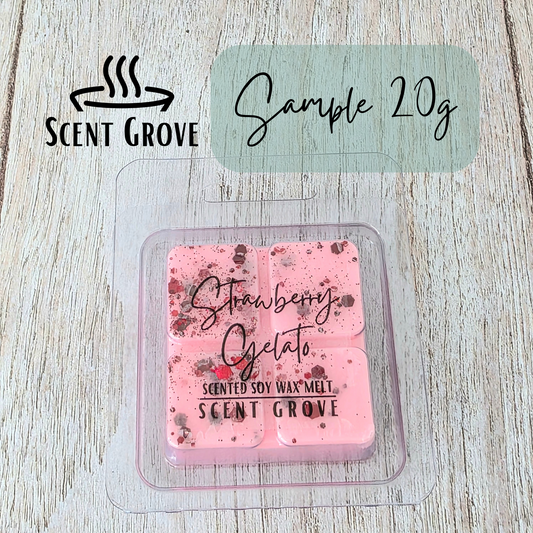 SCENT GROVE
Sample 20g
Strawberry
Gelato
SCENTED SOY WAX MELT
SCENT GROVE